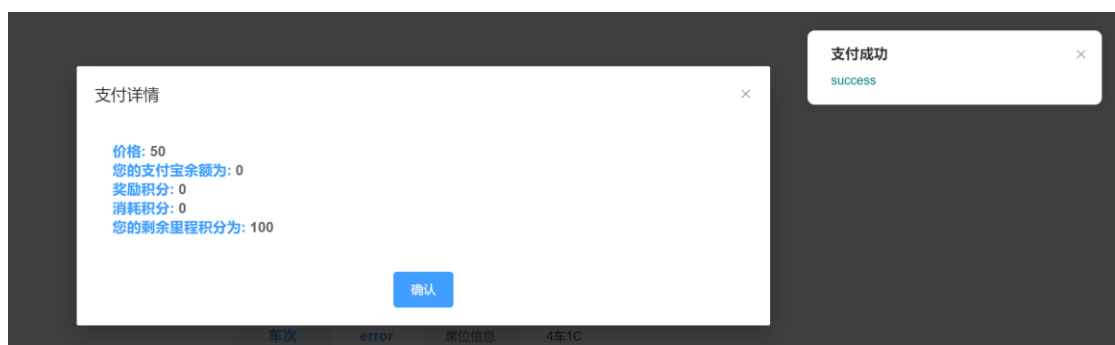 支付成功
success
支付详情
价格: 50
您的支付宝余额为: 0
奖励积分: 0
消耗积分: 0
您的剩余里程积分为: 100
确认
车次 error 席位信息 4车1C